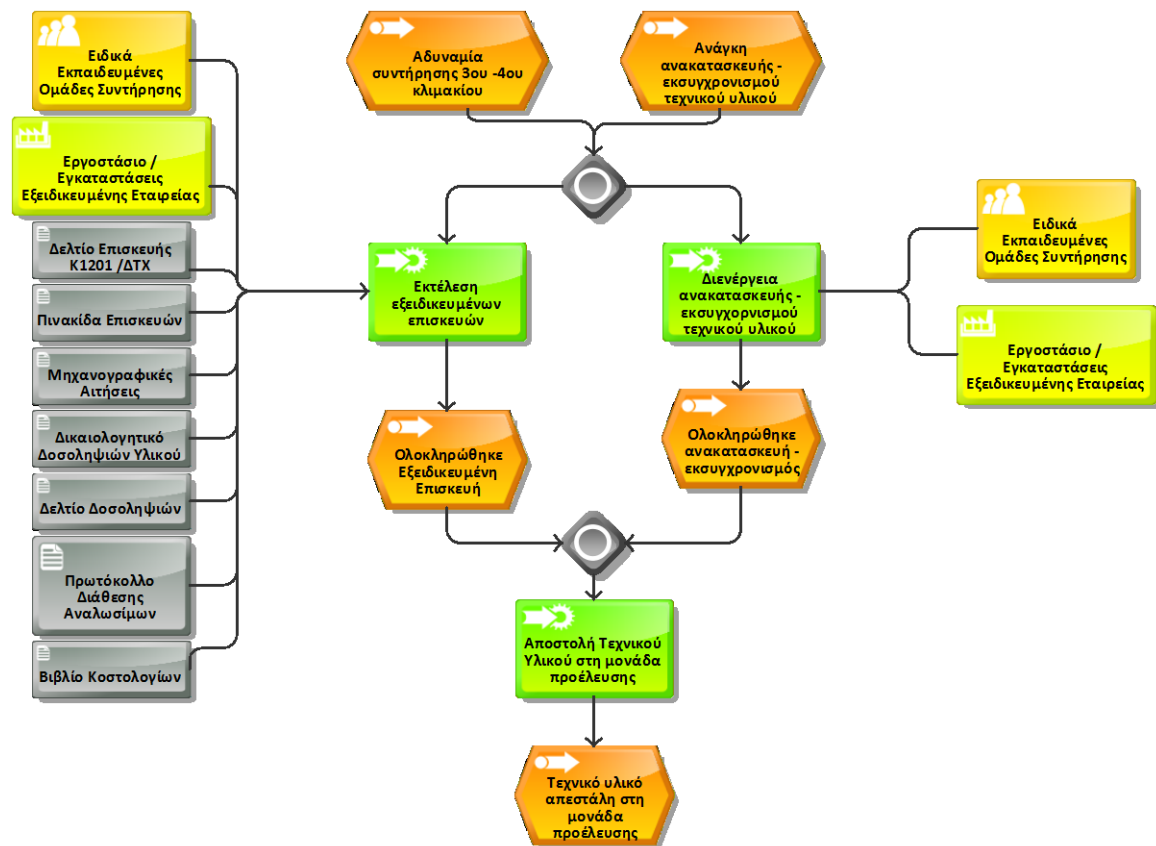 Ειδικά
Εκπαιδευμένες
Ομάδες Συντήρησης
Εργοστάσιο /
Εγκαταστάσεις
Εξειδικευμένης Εταιρείας
Δελτίο Επισκευής
Κ1201 /ΔΤΧ
Πινακίδα Επισκευών
Μηχανογραφικές
Αιτήσεις
Δικαιολογητικό
Δοσοληψιών Υλικού
Δελτίο Δοσοληψιών
Πρωτόκολλο
Διάθεσης
Αναλωσίμων
Βιβλίο Κοστολογίων
Αδυναμία
συντήρησης 3ου -4ου
κλιμακίου
Ανάγκη
ανακατασκευής -
εκσυγχρονισμού
τεχνικού υλικού
Εκτέλεση
εξειδικευμένων
επισκευών
Διενέργεια
ανακατασκευής -
εκσυγχορνισμού
τεχνικού υλικού
Ειδικά
Εκπαιδευμένες
Ομάδες Συντήρησης
Εργοστάσιο /
Εγκαταστάσεις
Εξειδικευμένης Εταιρείας
Ολοκληρώθηκε
Εξειδικευμένη
Επισκευή
Ολοκληρώθηκε
ανακατασκευή -
εκσυγχρονισμός
Αποστολή Τεχνικού
Υλικού στη μονάδα
προέλευσης
Τεχνικό υλικό
απεστάλη στη
μονάδα
προέλευσης